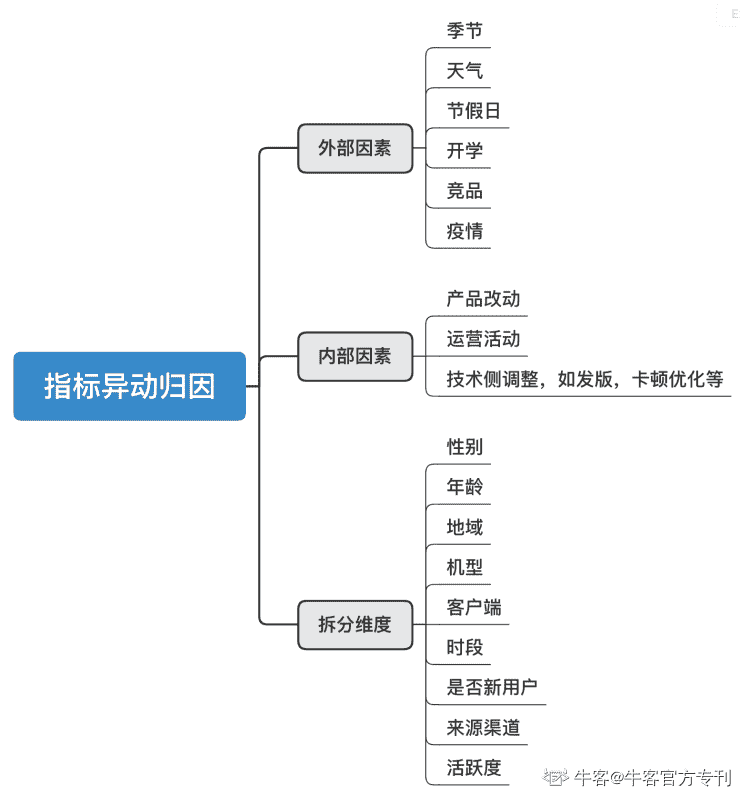 E
指标异动归因
外部因素
季节
天气
节假日
开学
竞品
疫情
内部因素
产品改动
运营活动
技术侧调整，如发版，卡顿优化等
拆分维度
性别
年龄
地域
机型
客户端
时段
是否新用户
来源渠道
活跃度
牛客@牛客官方专刊